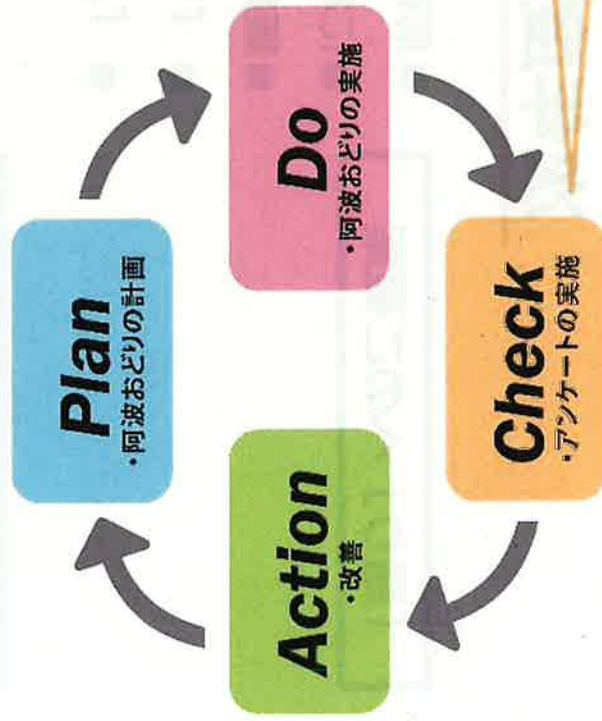 Plan
・阿波おどりの計画
Do
・阿波おどりの実施
Check
・アンケートの実施
Action
・改善